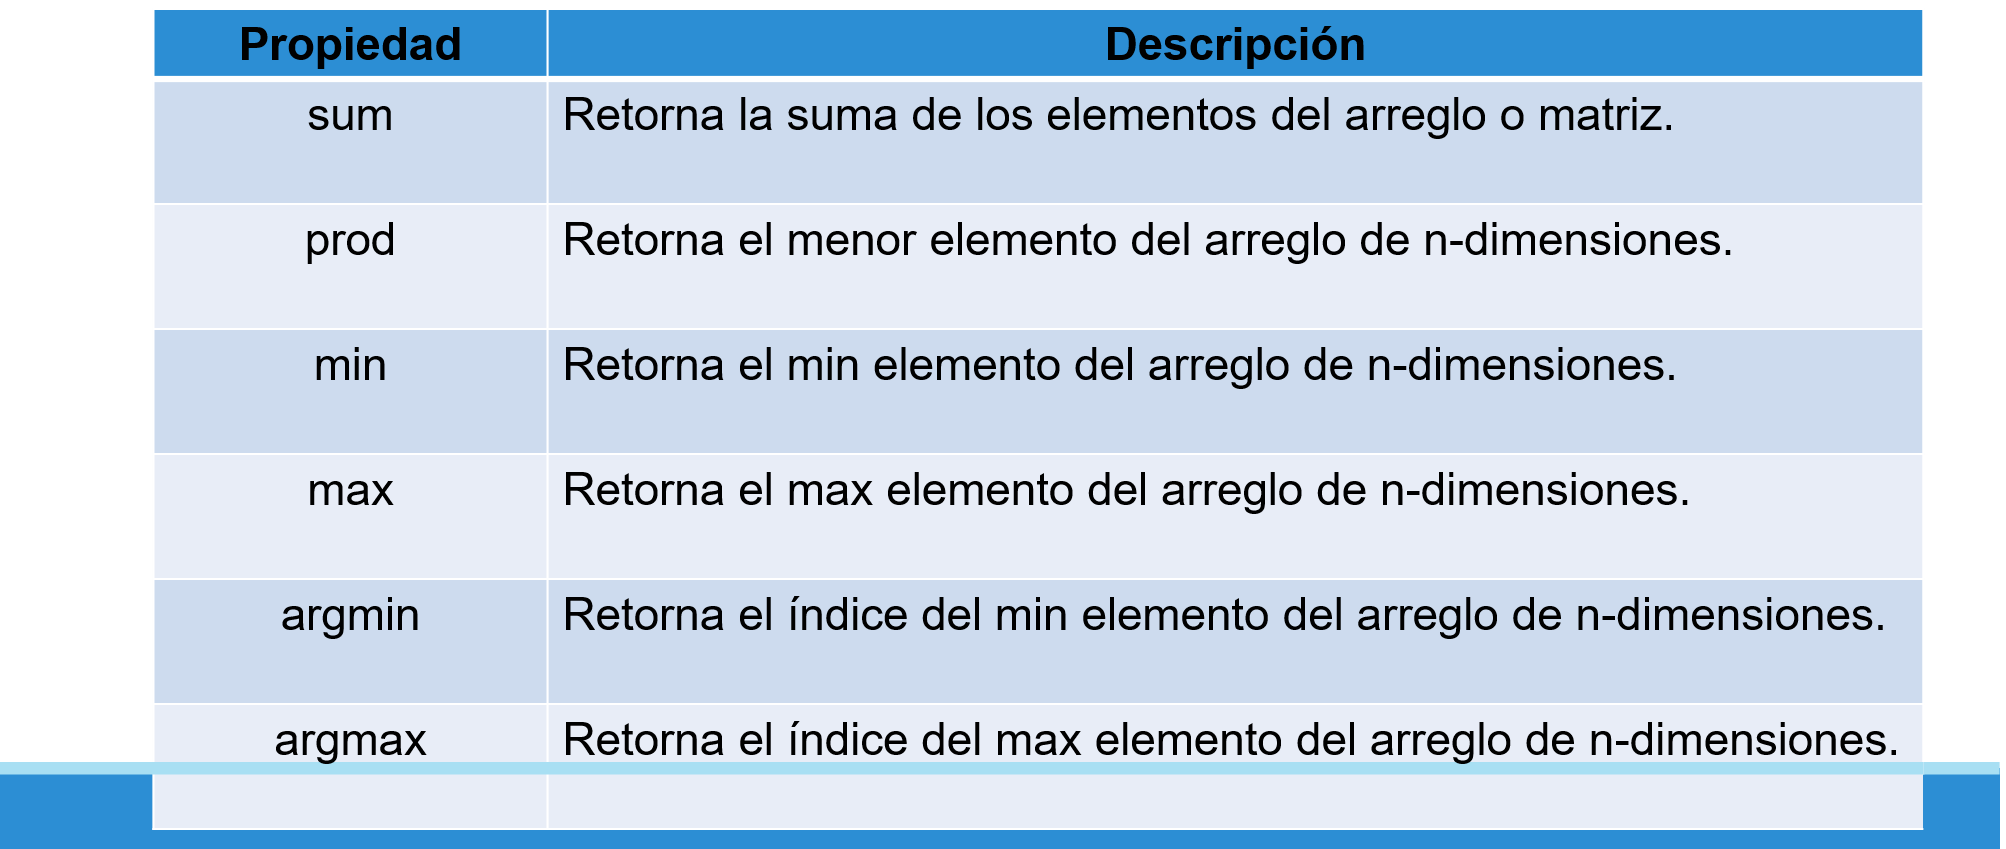 Propiedad Descripción
sum Retorna la suma de los elementos del arreglo o matriz.
prod Retorna el menor elemento del arreglo de n-dimensiones.
min Retorna el min elemento del arreglo de n-dimensiones.
max Retorna el max elemento del arreglo de n-dimensiones.
argmin Retorna el índice del min elemento del arreglo de n-dimensiones.
argmax Retorna el índice del max elemento del arreglo de n-dimensiones.